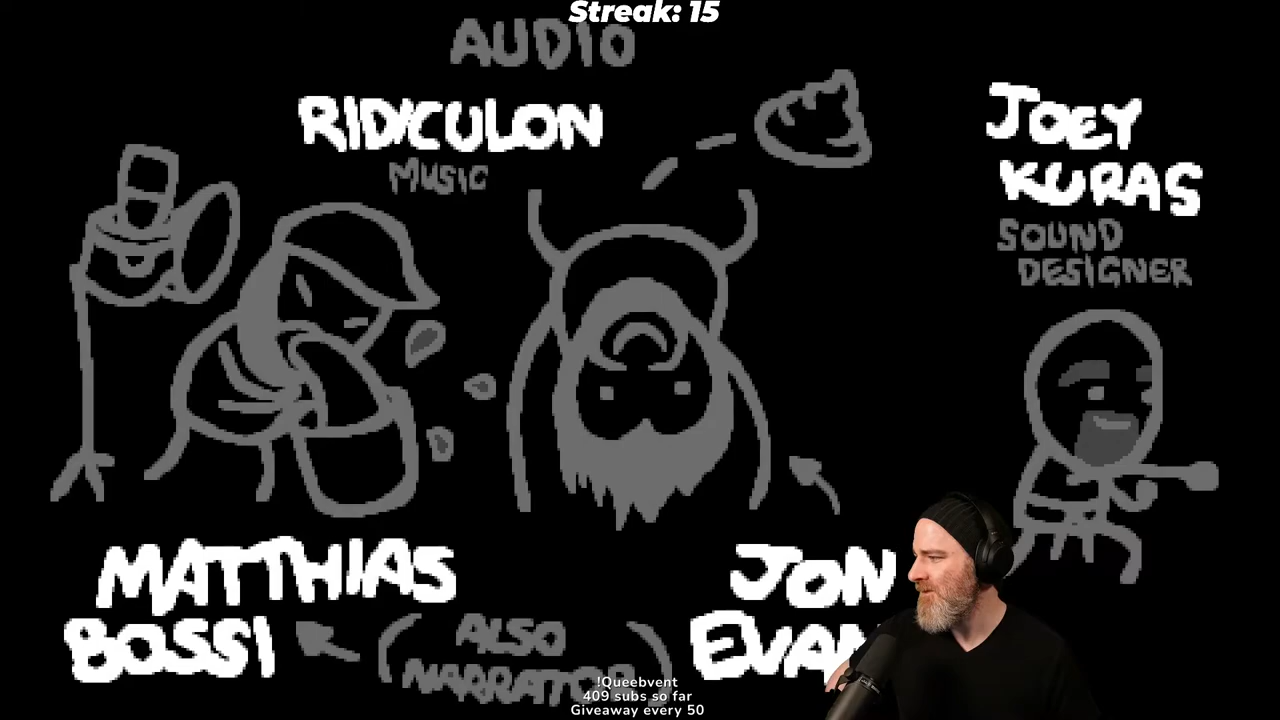 Streak: 15
AUDIO
RIDICULON
MUSIC
JOEY
KURAS
SOUND
DESIGNER
MATTHIAS
BOSSI
(ALSO
NARRATOR)
JON
EVAN
!Queebvent
409 subs so far
Giveaway every 50